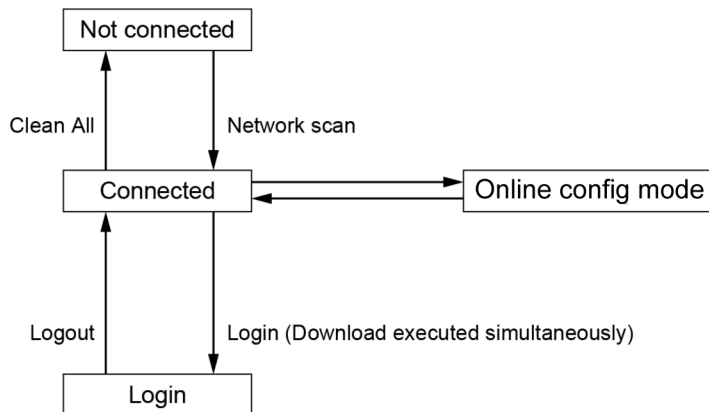 Not connected
Clean All
Network scan
Connected
Online config mode
Logout
Login (Download executed simultaneously)
Login